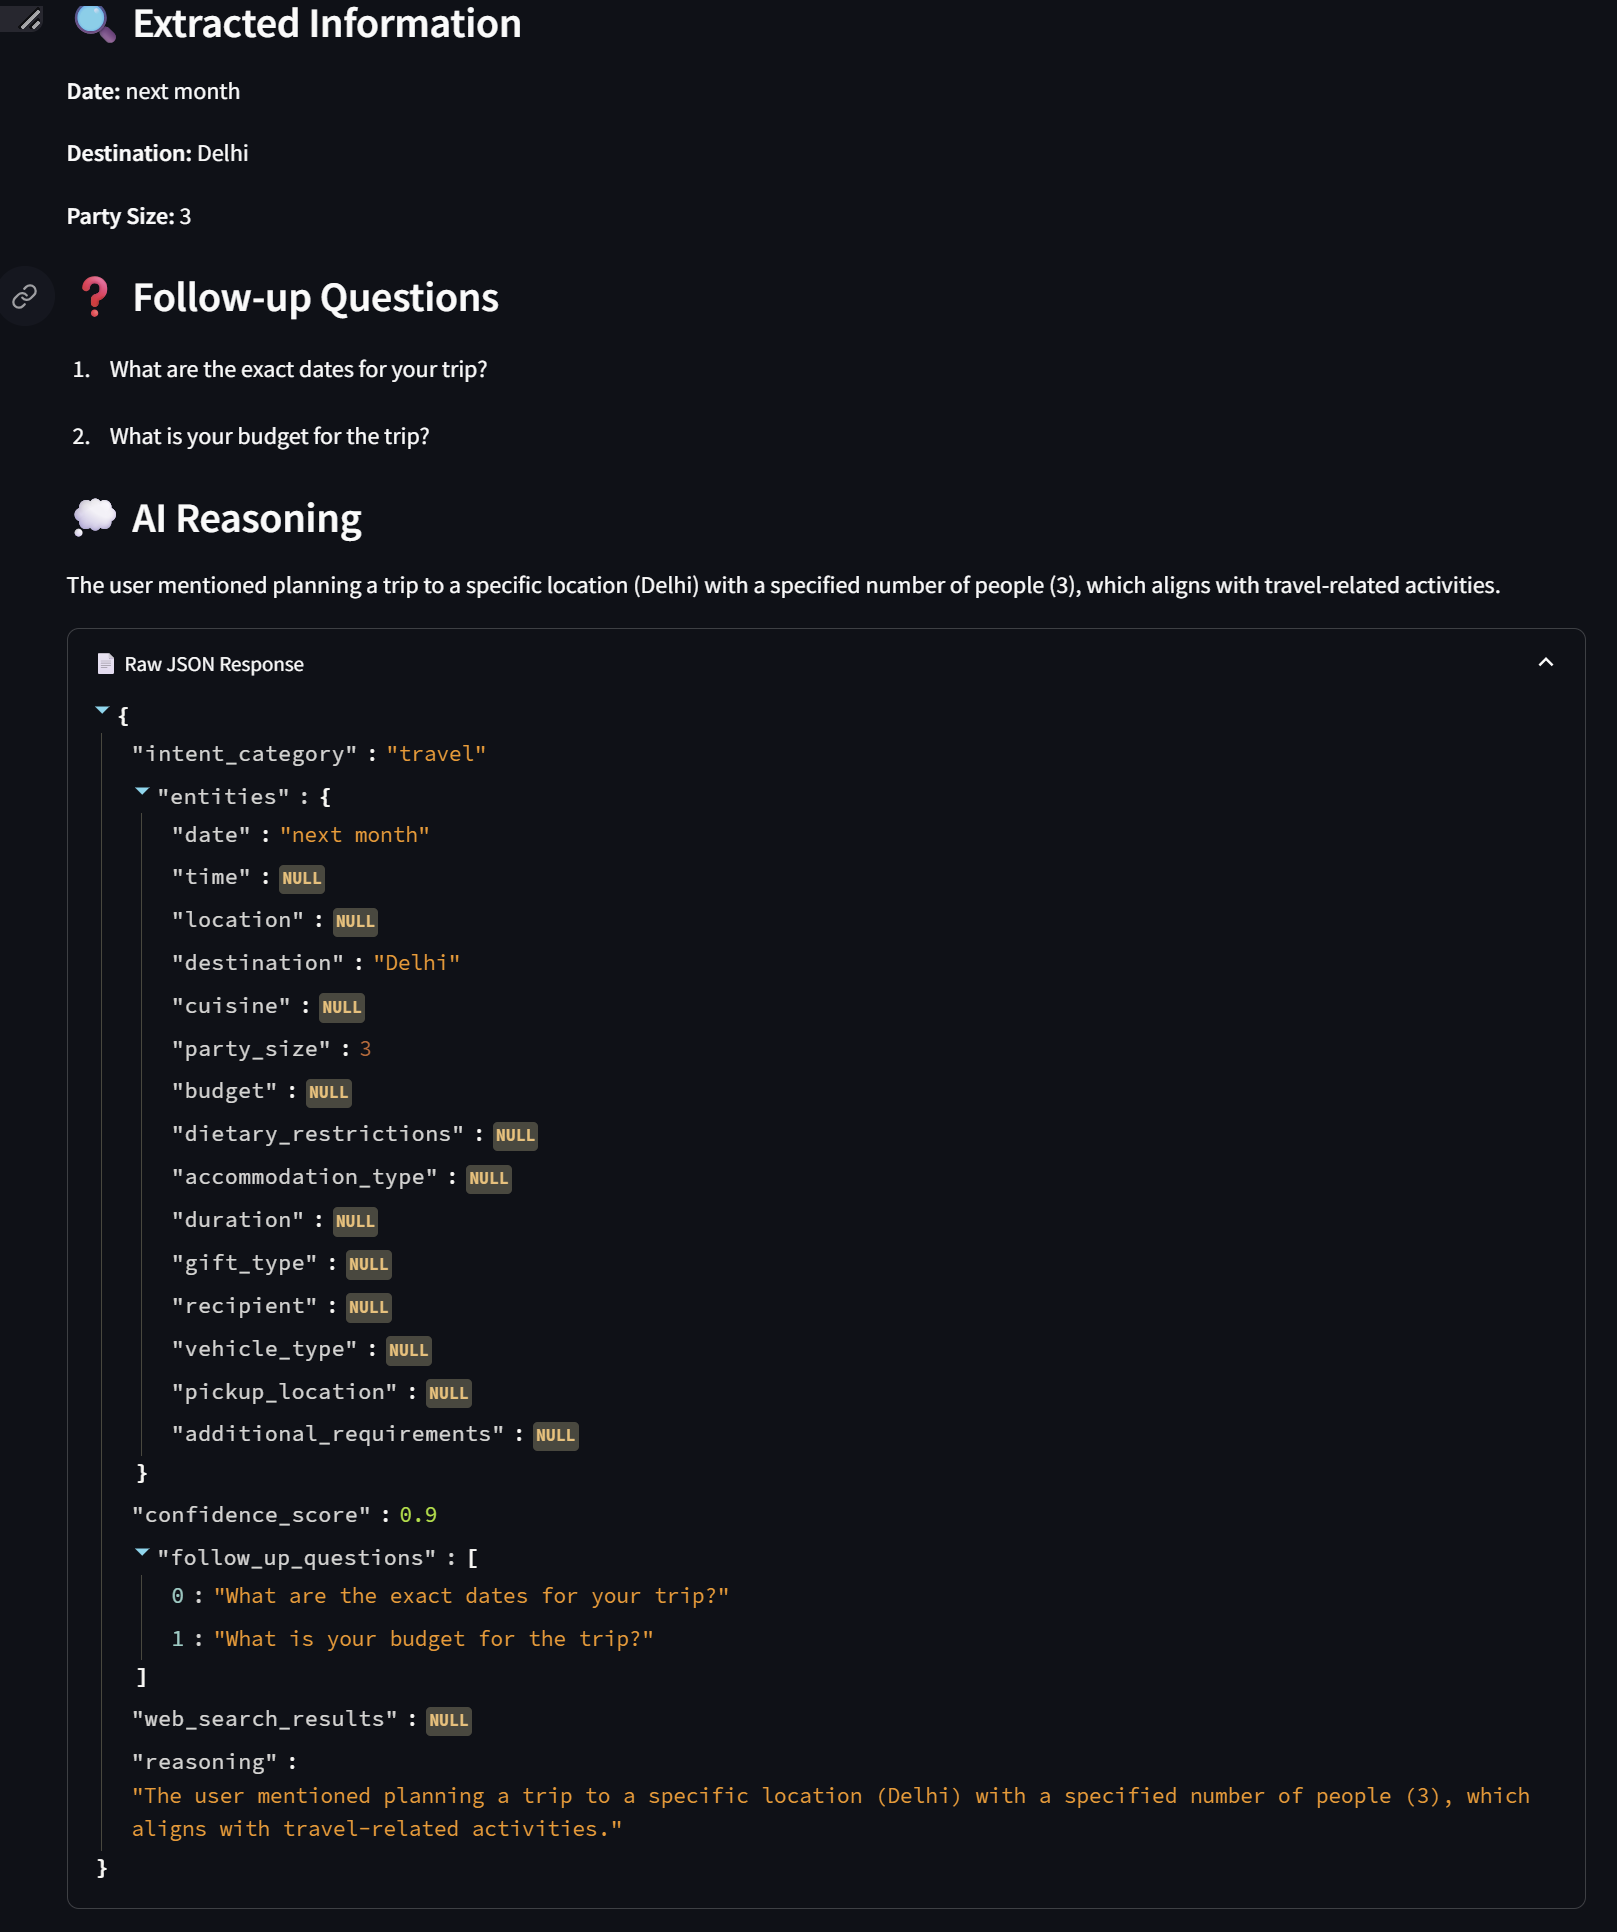 Extracted Information
Date: next month
Destination: Delhi
Party Size: 3
Follow-up Questions
1. What are the exact dates for your trip?
2. What is your budget for the trip?
AI Reasoning
The user mentioned planning a trip to a specific location (Delhi) with a specified number of people (3), which aligns with travel-related activities.
Raw JSON Response
{
"intent_category" : "travel"
"entities" : {
"date" : "next month"
"time" : NULL
"location" : NULL
"destination" : "Delhi"
"cuisine" : NULL
"party_size" : 3
"budget" : NULL
"dietary_restrictions" : NULL
"accommodation_type" : NULL
"duration" : NULL
"gift_type" : NULL
"recipient" : NULL
"vehicle_type" : NULL
"pickup_location" : NULL
"additional_requirements" : NULL
}
"confidence_score" : 0.9
"follow_up_questions" : [
0 : "What are the exact dates for your trip?"
1 : "What is your budget for the trip?"
]
"web_search_results" : NULL
"reasoning" :
"The user mentioned planning a trip to a specific location (Delhi) with a specified number of people (3), which
aligns with travel-related activities."
}